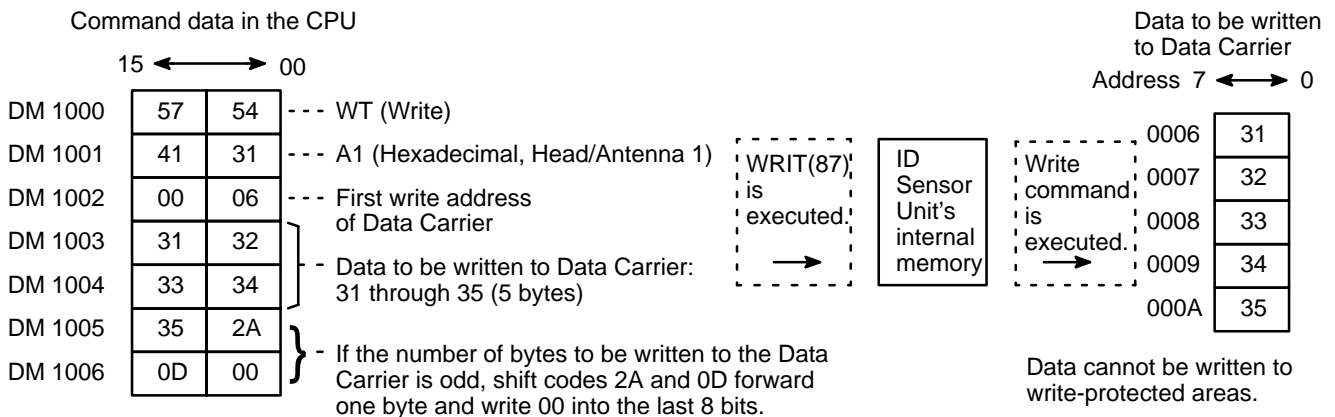 Command data in the CPU
15 00
DM 1000 57 54 WT (Write)
DM 1001 41 31 A1 (Hexadecimal, Head/Antenna 1)
DM 1002 00 06 First write address
of Data Carrier
DM 1003 31 32
DM 1004 33 34 Data to be written to Data Carrier:
31 through 35 (5 bytes)
DM 1005 35 2A
DM 1006 0D 00 If the number of bytes to be written to the Data
Carrier is odd, shift codes 2A and 0D forward
one byte and write 00 into the last 8 bits.
WRIT(87)
is
executed.
ID
Sensor
Unit's
internal
memory
Write
command
is
executed.
Data to be written
to Data Carrier
Address 7 0
0006 31
0007 32
0008 33
0009 34
000A 35
Data cannot be written to
write-protected areas.